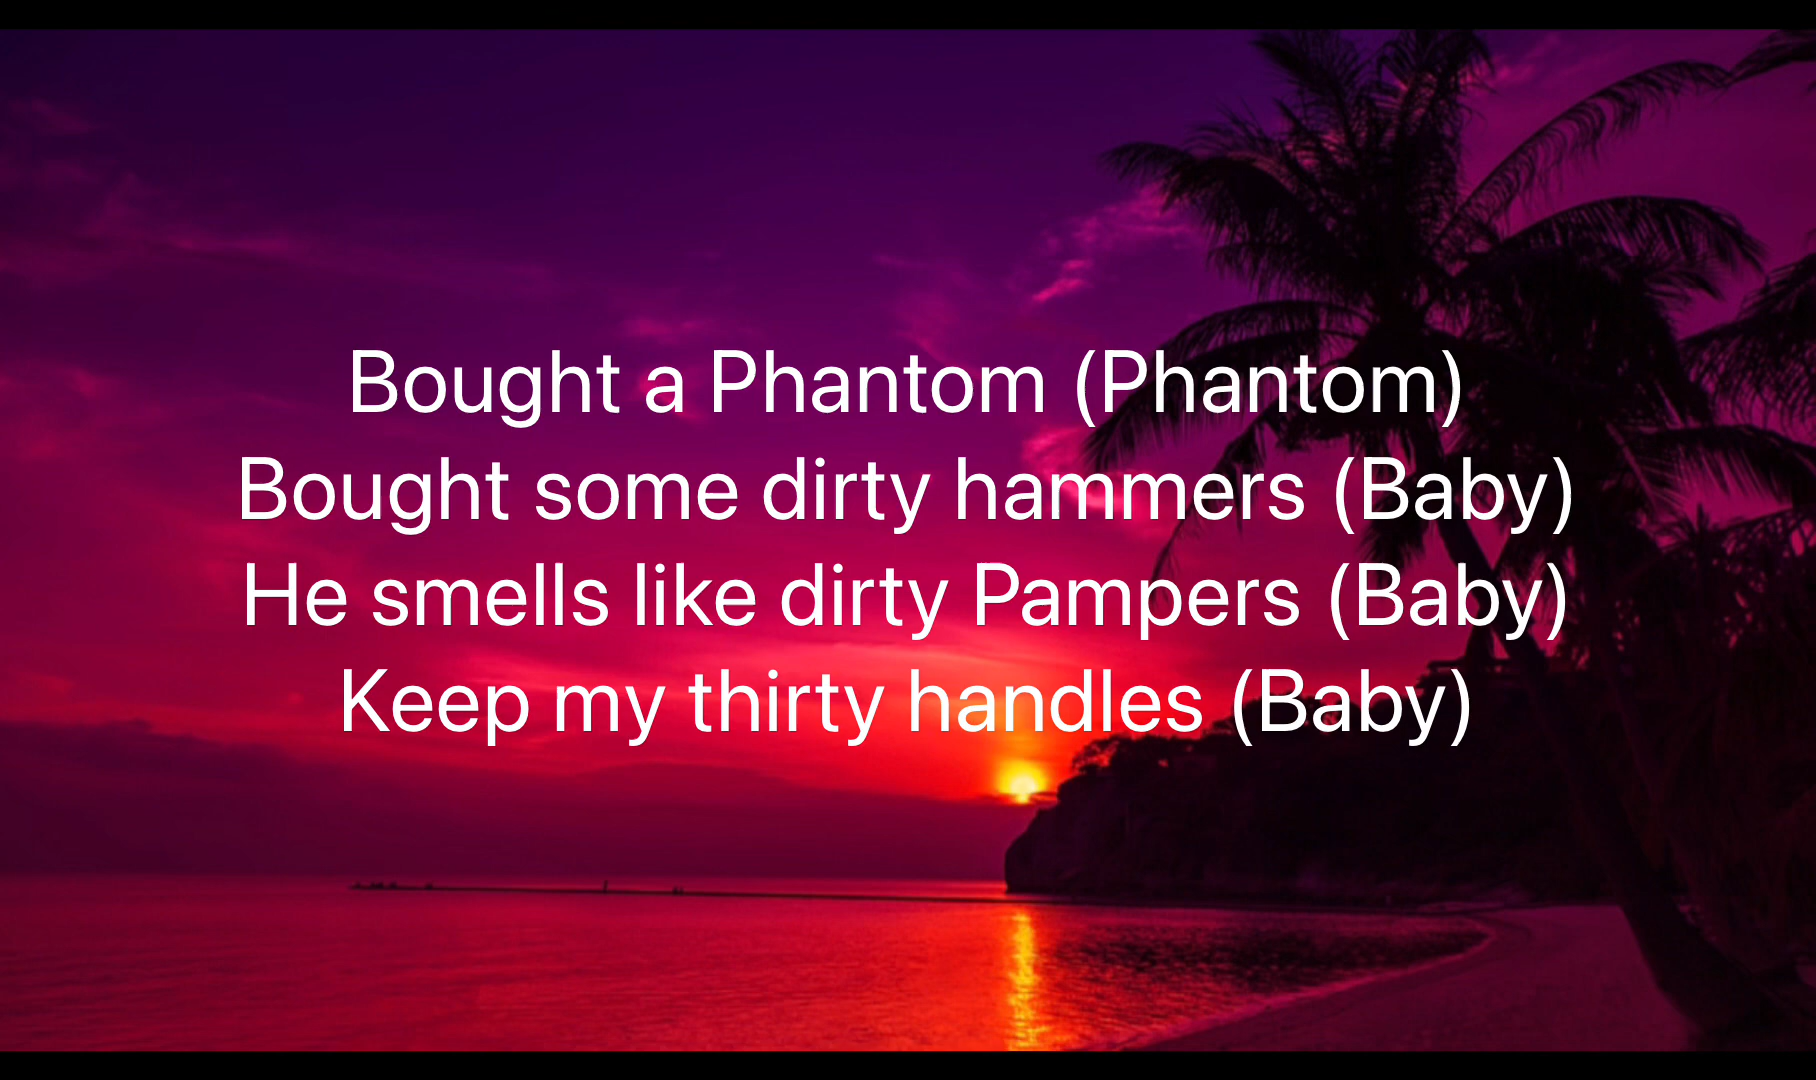 Bought a Phantom (Phantom)
Bought some dirty hammers (Baby)
He smells like dirty Pampers (Baby)
Keep my thirty handles (Baby)